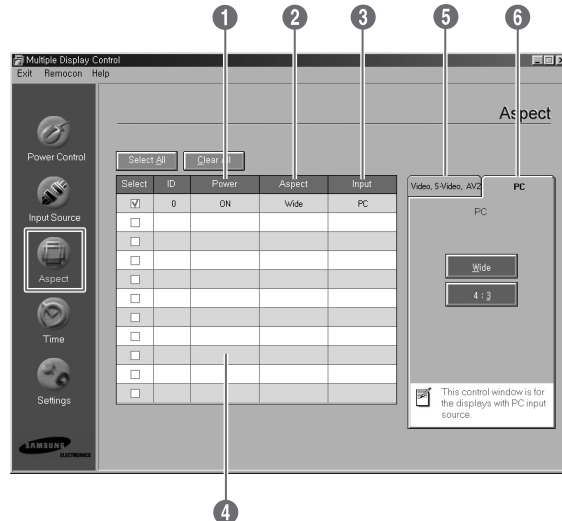 1 2 3 5 6
Multiple Display Control
Exit Remocon Help
Aspect
Power Control
Input Source
Aspect
Time
Settings
SAMSUNG
ELECTRONICS
Select All Clear All
Select ID Power Aspect Input
0 ON Wide PC
Video, S-Video, AV2 PC
PC
Wide
4 : 3
This control window is for
the displays with PC input
source.
4